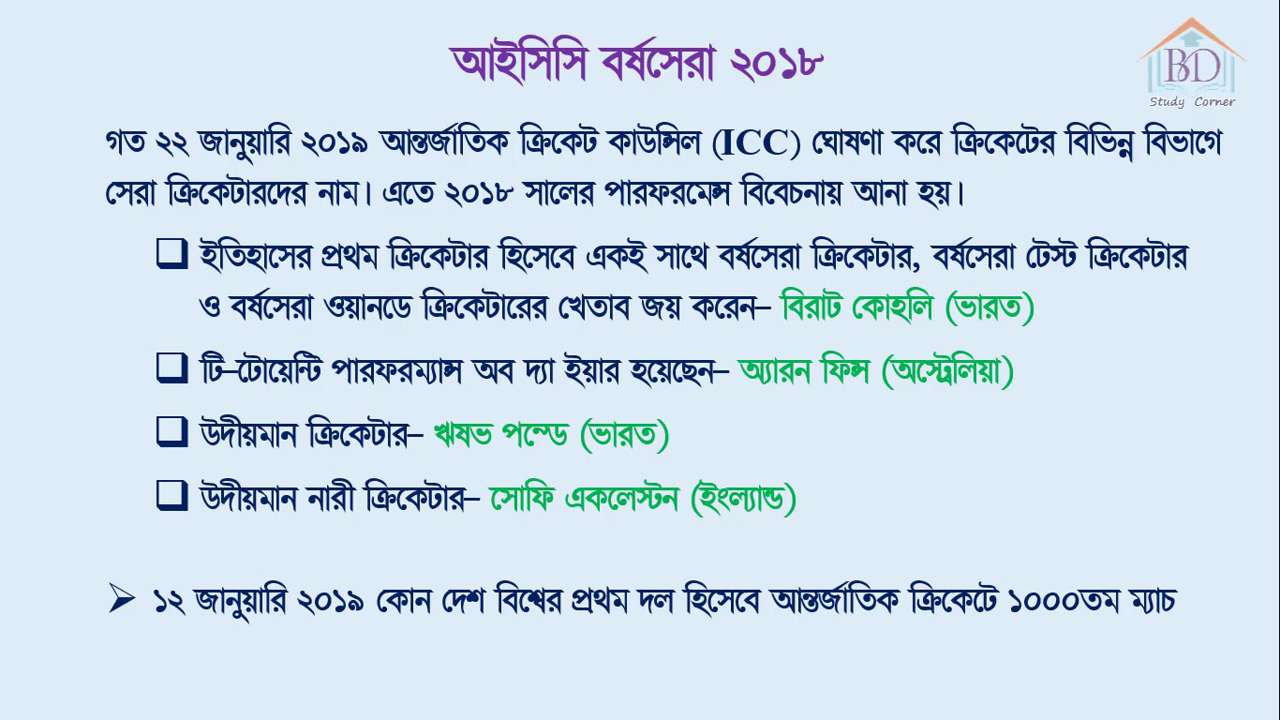 আইসিসি বর্ষসেরা ২০১৮
BD
Study Corner
গত ২২ জানুয়ারি ২০১৯ আন্তর্জাতিক ক্রিকেট কাউন্সিল (ICC) ঘোষণা করে ক্রিকেটের বিভিন্ন বিভাগে
সেরা ক্রিকেটারদের নাম। এতে ২০১৮ সালের পারফরমেন্স বিবেচনায় আনা হয়।
❑ ইতিহাসের প্রথম ক্রিকেটার হিসেবে একই সাথে বর্ষসেরা ক্রিকেটার, বর্ষসেরা টেস্ট ক্রিকেটার
ও বর্ষসেরা ওয়ানডে ক্রিকেটারের খেতাব জয় করেন– বিরাট কোহলি (ভারত)
❑ টি–টোয়েন্টি পারফরম্যান্স অব দ্যা ইয়ার হয়েছেন– অ্যারন ফিন্স (অস্ট্রেলিয়া)
❑ উদীয়মান ক্রিকেটার– ঋষভ পন্ডে (ভারত)
❑ উদীয়মান নারী ক্রিকেটার– সোফি একলেস্টন (ইংল্যান্ড)
➢ ১২ জানুয়ারি ২০১৯ কোন দেশ বিশ্বের প্রথম দল হিসেবে আন্তর্জাতিক ক্রিকেটে ১০০০তম ম্যাচ